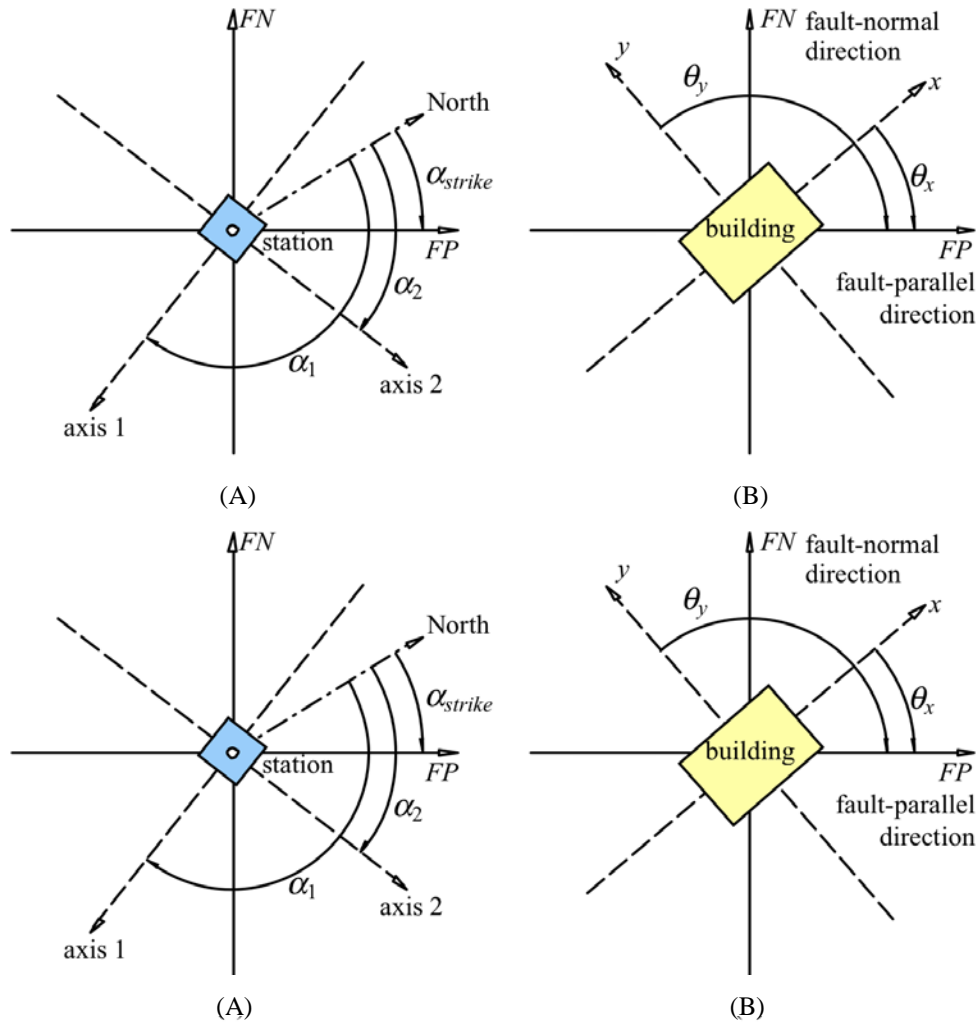 FN
North
α_strike
station
FP
α_2
α_1
axis 2
axis 1
(A)
FN
fault-normal
direction
y
θ_y
x
θ_x
building
FP
fault-parallel
direction
(B)
FN
North
α_strike
station
FP
α_2
α_1
axis 2
axis 1
(A)
FN
fault-normal
direction
y
θ_y
x
θ_x
building
FP
fault-parallel
direction
(B)